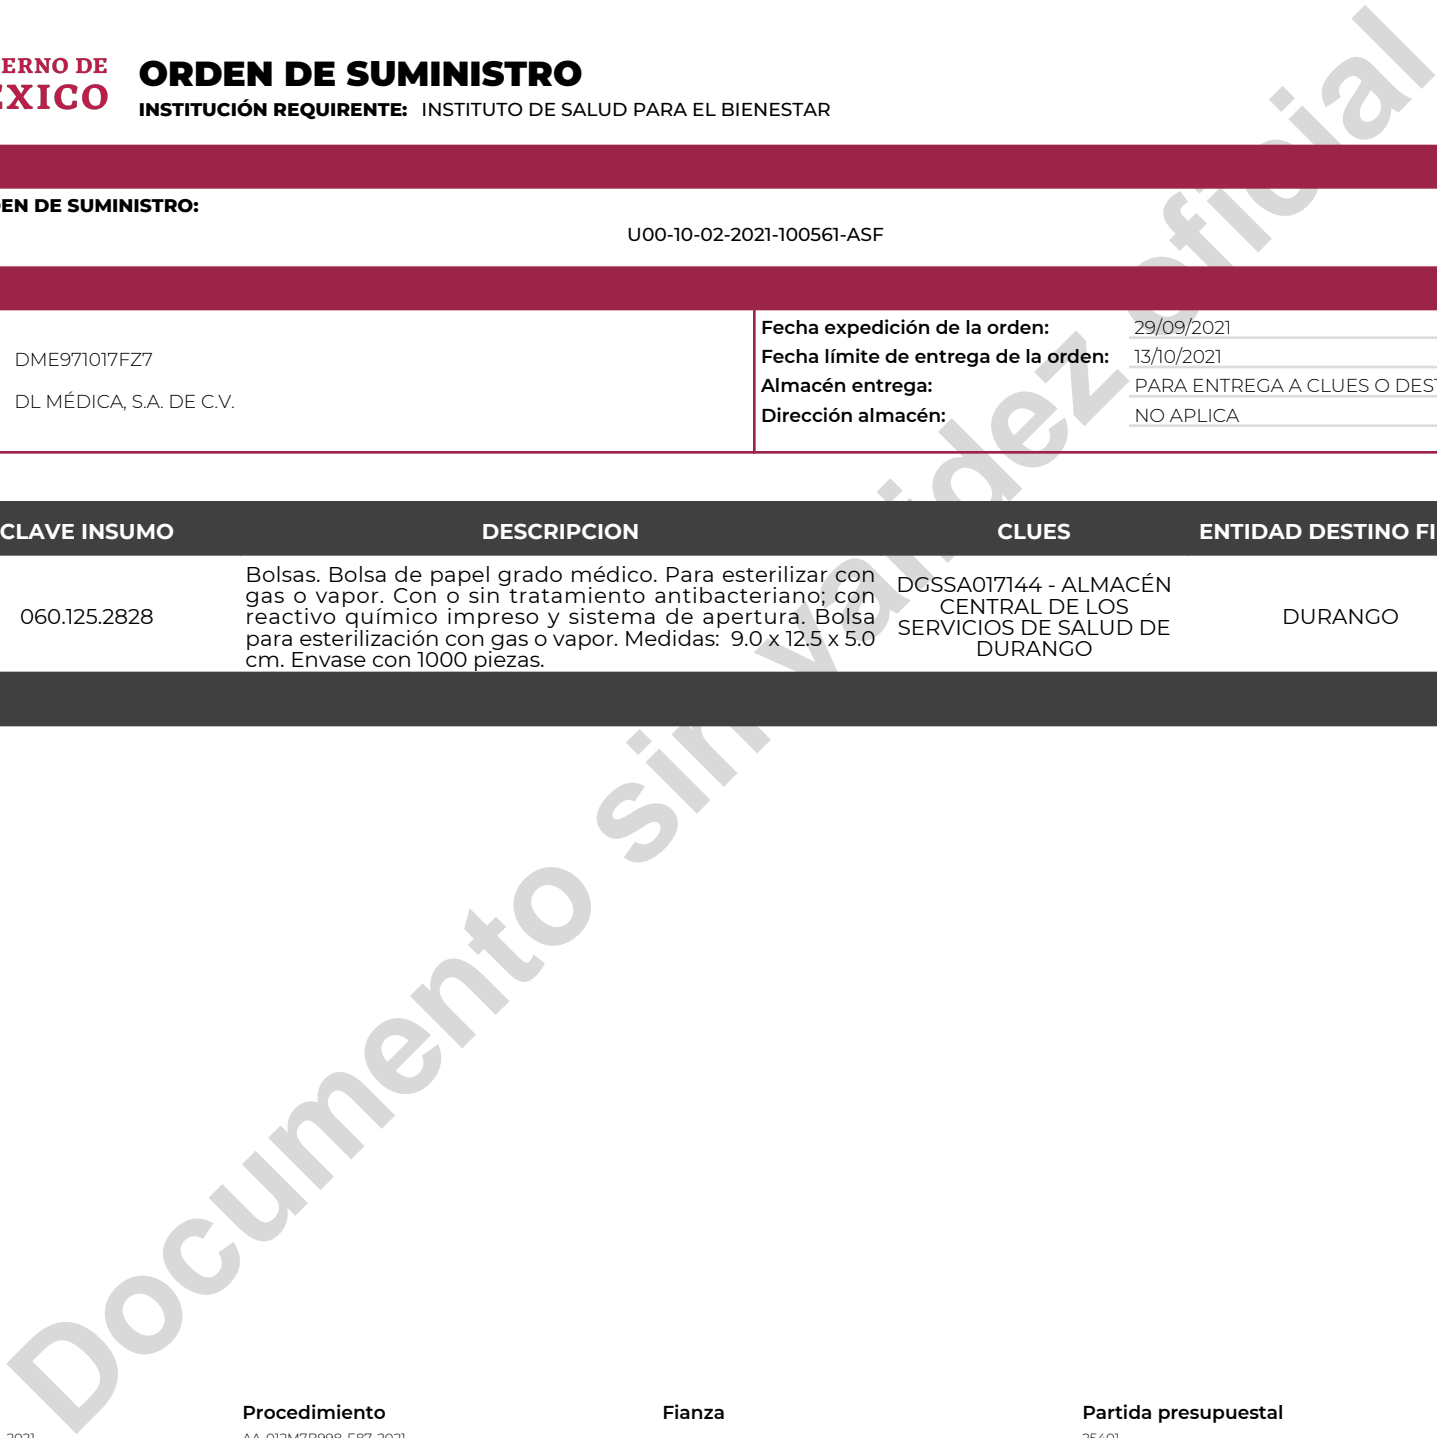 ERNO DE
EXICO
ORDEN DE SUMINISTRO
INSTITUCIÓN REQUIRENTE: INSTITUTO DE SALUD PARA EL BIENESTAR
EN DE SUMINISTRO:
U00-10-02-2021-100561-ASF
DME971017FZ7
DL MÉDICA, S.A. DE C.V.
Fecha expedición de la orden: 29/09/2021
Fecha límite de entrega de la orden: 13/10/2021
Almacén entrega: PARA ENTREGA A CLUES O DEST
Dirección almacén: NO APLICA
CLAVE INSUMO DESCRIPCION CLUES ENTIDAD DESTINO FI
060.125.2828
Bolsas. Bolsa de papel grado médico. Para esterilizar con
gas o vapor. Con o sin tratamiento antibacteriano; con
reactivo químico impreso y sistema de apertura. Bolsa
para esterilización con gas o vapor. Medidas: 9.0 x 12.5 x 5.0
cm. Envase con 1000 piezas.
DGSSA017144 - ALMACÉN
CENTRAL DE LOS
SERVICIOS DE SALUD DE
DURANGO
DURANGO
Documento sin validez oficial
Procedimiento Fianza Partida presupuestal